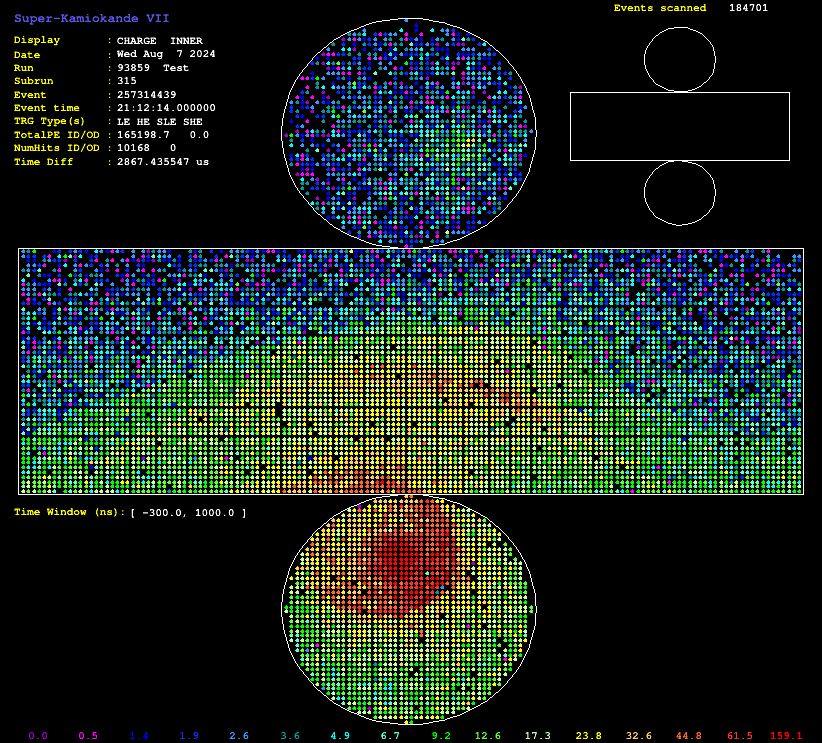 Super-Kamiokande VII
Events scanned 184701
Display : CHARGE INNER
Date : Wed Aug 7 2024
Run : 93859 Test
Subrun : 315
Event : 257314439
Event time : 21:12:14.000000
TRG Type(s) : LE HE SLE SHE
TotalPE ID/OD : 165198.7 0.0
NumHits ID/OD : 10168 0
Time Diff : 2867.435547 us
Time Window (ns): [ -300.0, 1000.0 ]
0.0 0.5 1.4 1.9 2.6 3.6 4.9 6.7 9.2 12.6 17.3 23.8 32.6 44.8 61.5 159.1